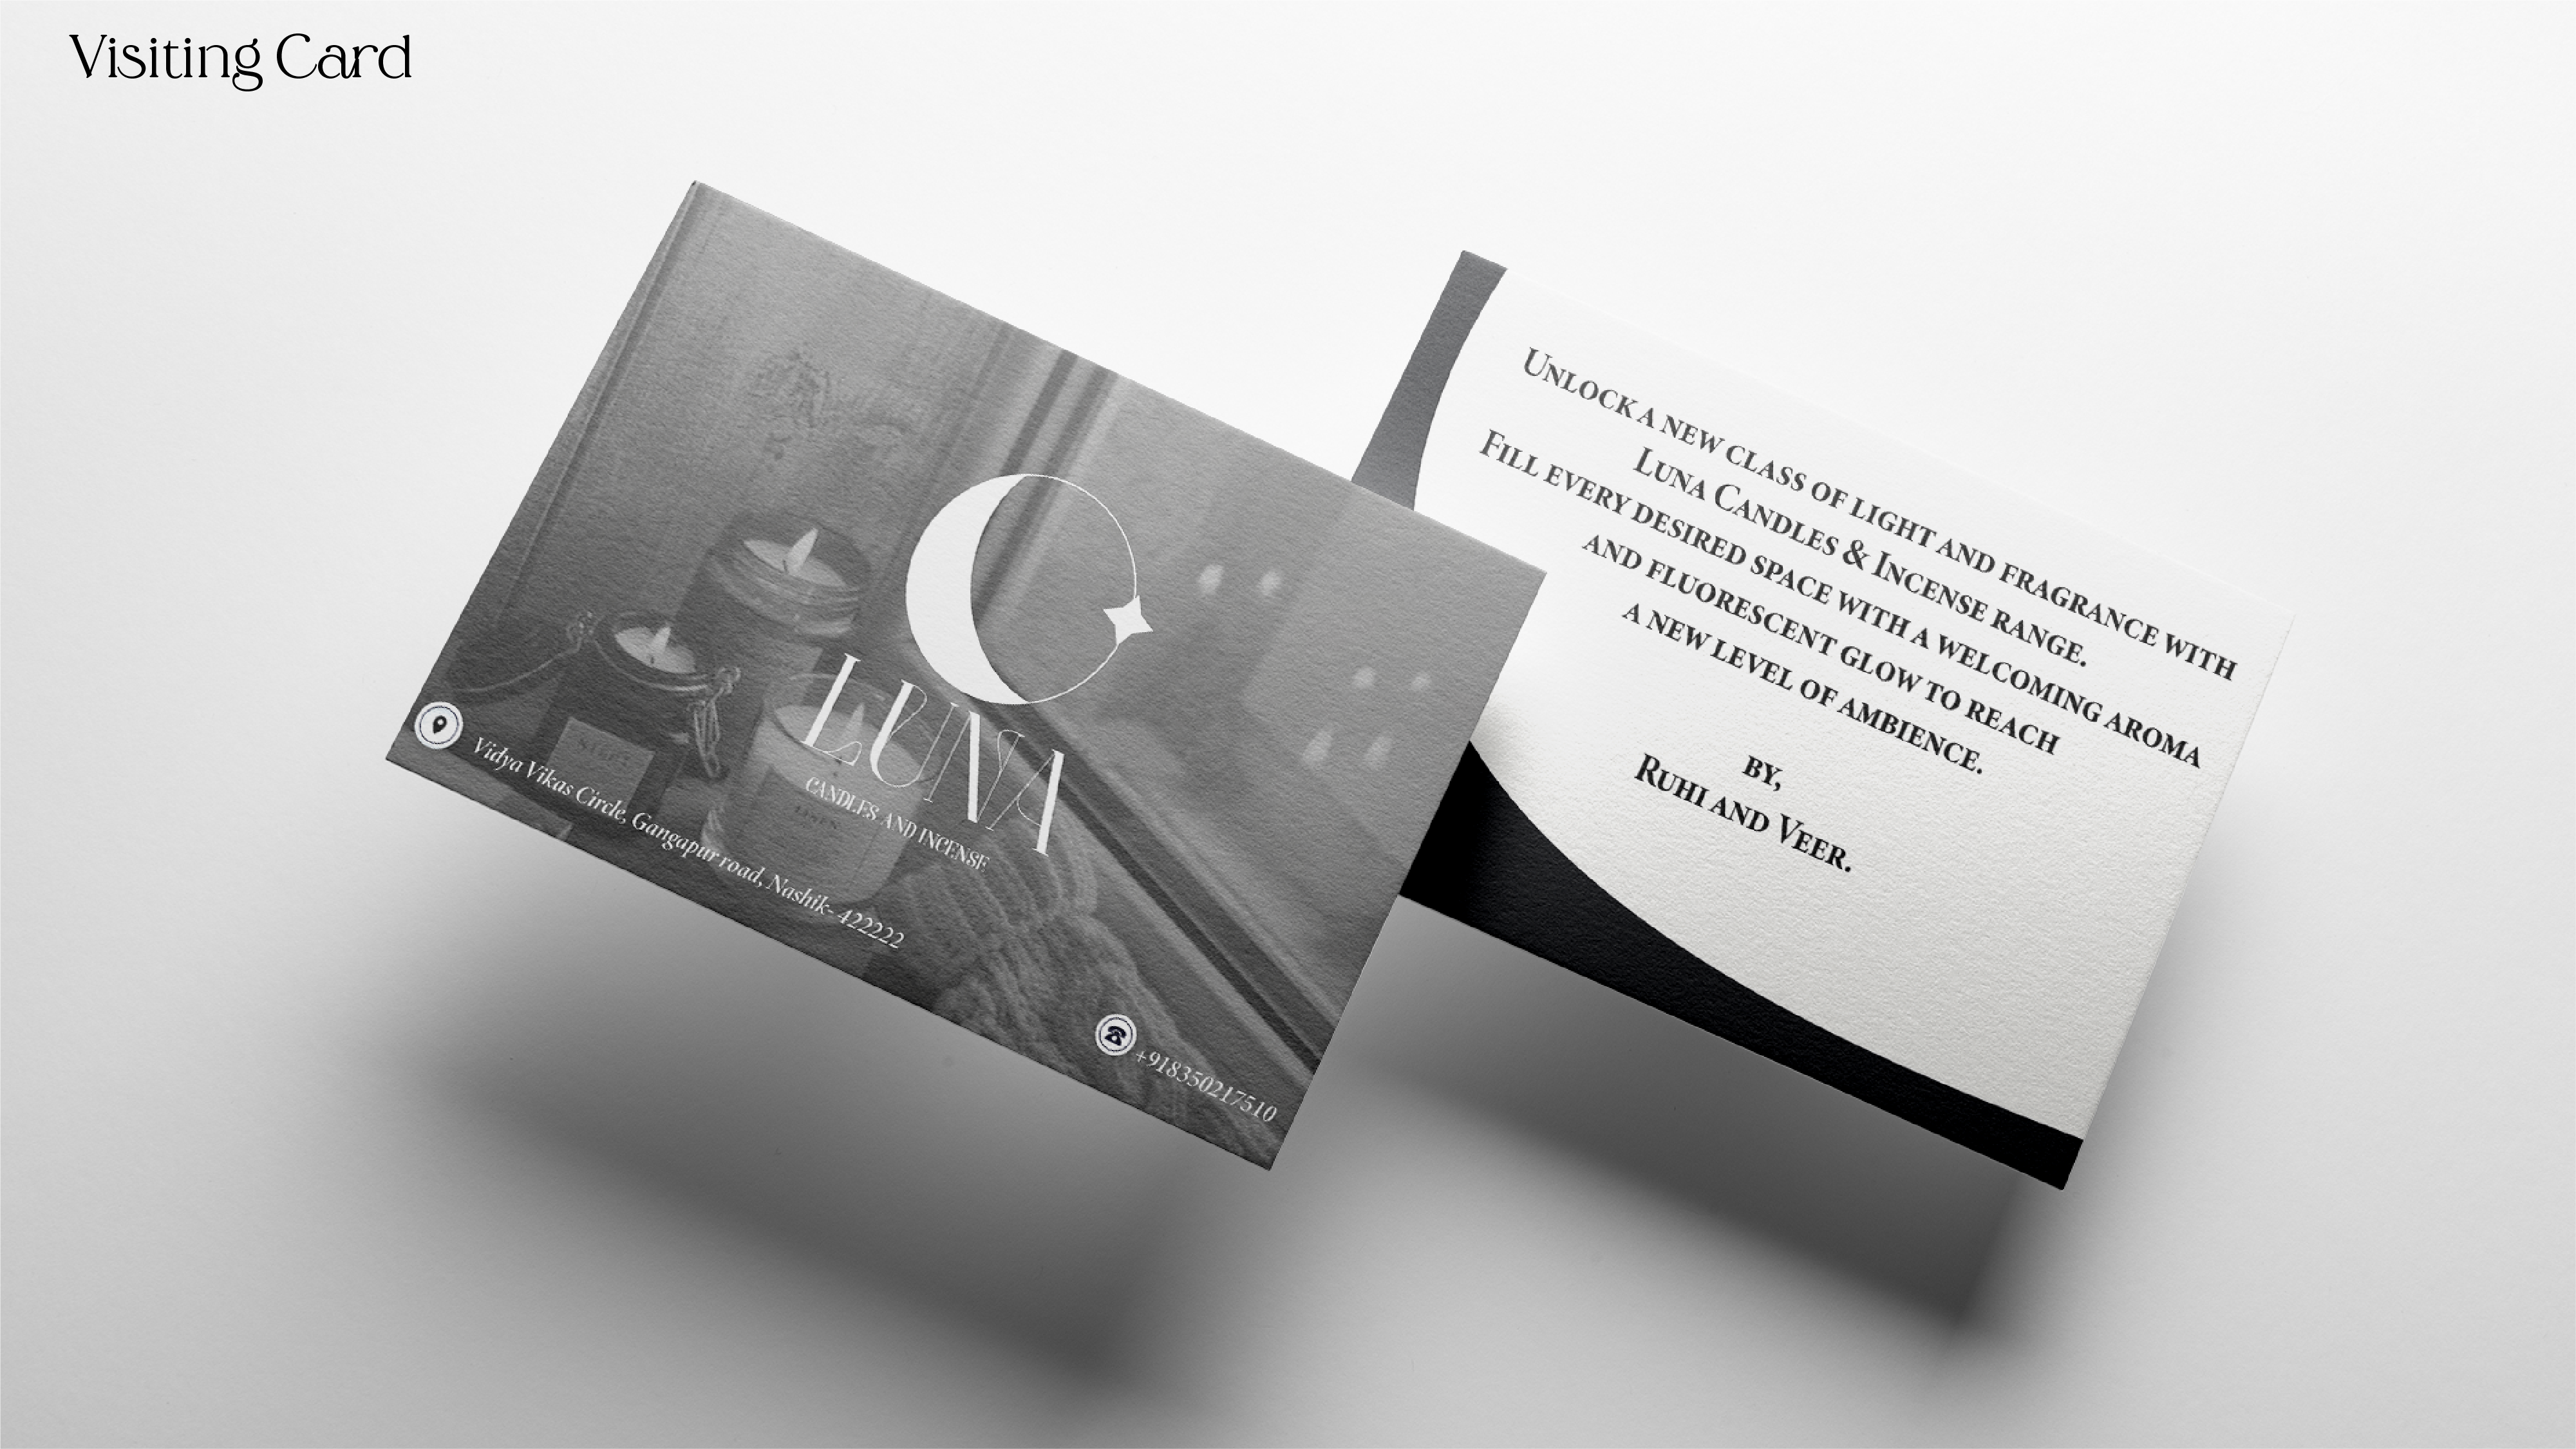 Visiting Card
LUNA
CANDLES AND INCENSE
Vidya Vikas Circle, Gangapur road, Nashik- 422222
+918350217510
Unlock a new class of light and fragrance with
Luna Candles & Incense range.
Fill every desired space with a welcoming aroma
and fluorescent glow to reach
a new level of ambience.
by,
Ruhi and Veer.